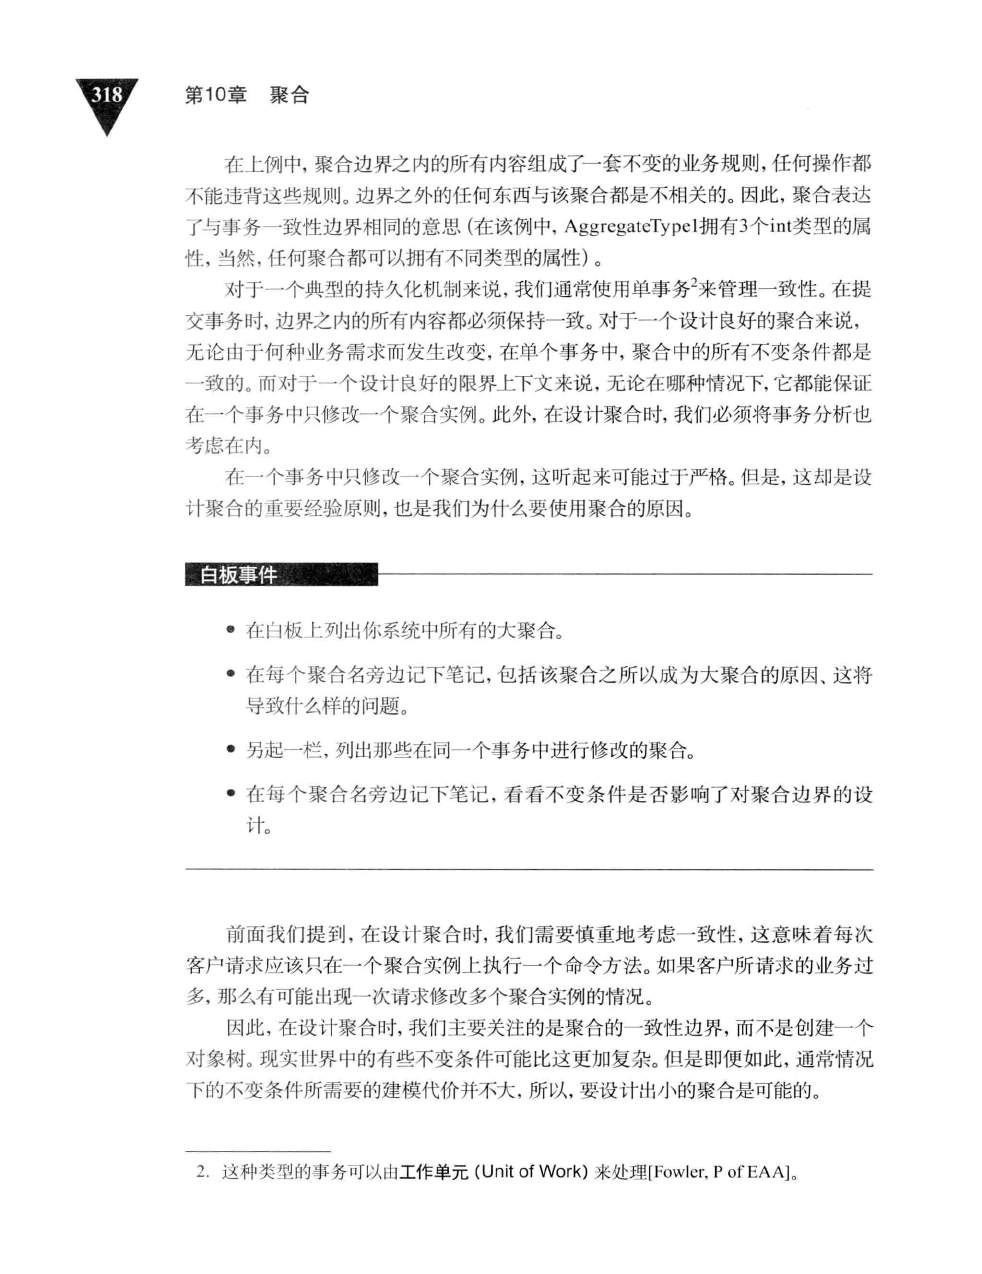 318
第10章 聚合
在上例中，聚合边界之内的所有内容组成了一套不变的业务规则，任何操作都
不能违背这些规则。边界之外的任何东西与该聚合都是不相关的。因此，聚合表达
了与事务一致性边界相同的意思（在该例中，AggregateType1拥有3个int类型的属
性，当然，任何聚合都可以拥有不同类型的属性）。
对于一个典型的持久化机制来说，我们通常使用单事务2来管理一致性。在提
交事务时，边界之内的所有内容都必须保持一致。对于一个设计良好的聚合来说，
无论由于何种业务需求而发生改变，在单个事务中，聚合中的所有不变条件都是
一致的。而对于一个设计良好的限界上下文来说，无论在哪种情况下，它都能保证
在一个事务中只修改一个聚合实例。此外，在设计聚合时，我们必须将事务分析也
考虑在内。
在一个事务中只修改一个聚合实例，这听起来可能过于严格。但是，这却是设
计聚合的重要经验原则，也是我们为什么要使用聚合的原因。
白板事件
• 在白板上列出你系统中所有的大聚合。
• 在每个聚合名旁边记下笔记，包括该聚合之所以成为大聚合的原因、这将
导致什么样的问题。
• 另起一栏，列出那些在同一个事务中进行修改的聚合。
• 在每个聚合名旁边记下笔记，看看不变条件是否影响了对聚合边界的设
计。
前面我们提到，在设计聚合时，我们需要慎重地考虑一致性，这意味着每次
客户请求应该只在一个聚合实例上执行一个命令方法。如果客户所请求的业务过
多，那么有可能出现一次请求修改多个聚合实例的情况。
因此，在设计聚合时，我们主要关注的是聚合的一致性边界，而不是创建一个
对象树。现实世界中的有些不变条件可能比这更加复杂。但是即便如此，通常情况
下的不变条件所需要的建模代价并不大，所以，要设计出小的聚合是可能的。
2. 这种类型的事务可以由工作单元（Unit of Work）来处理[Fowler, P of EAA]。